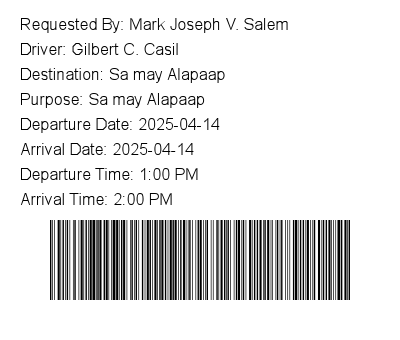 Requested By: Mark Joseph V. Salem
Driver: Gilbert C. Casil
Destination: Sa may Alapaap
Purpose: Sa may Alapaap
Departure Date: 2025-04-14
Arrival Date: 2025-04-14
Departure Time: 1:00 PM
Arrival Time: 2:00 PM